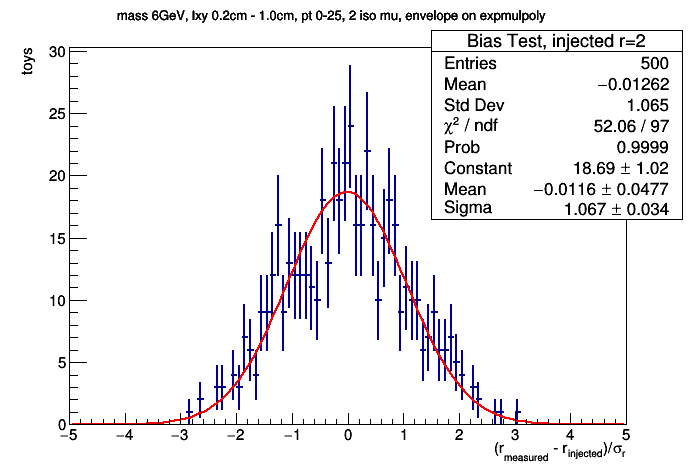 mass 6GeV, lxy 0.2cm - 1.0cm, pt 0-25, 2 iso mu, envelope on expmulpoly
Bias Test, injected r=2
Entries 500
Mean −0.01262
Std Dev 1.065
χ² / ndf 52.06 / 97
Prob 0.9999
Constant 18.69 ± 1.02
Mean −0.0116 ± 0.0477
Sigma 1.067 ± 0.034
toys
30
25
20
15
10
5
0
−5 −4 −3 −2 −1 0 1 2 3 4 5
(r_measured - r_injected)/σ_r